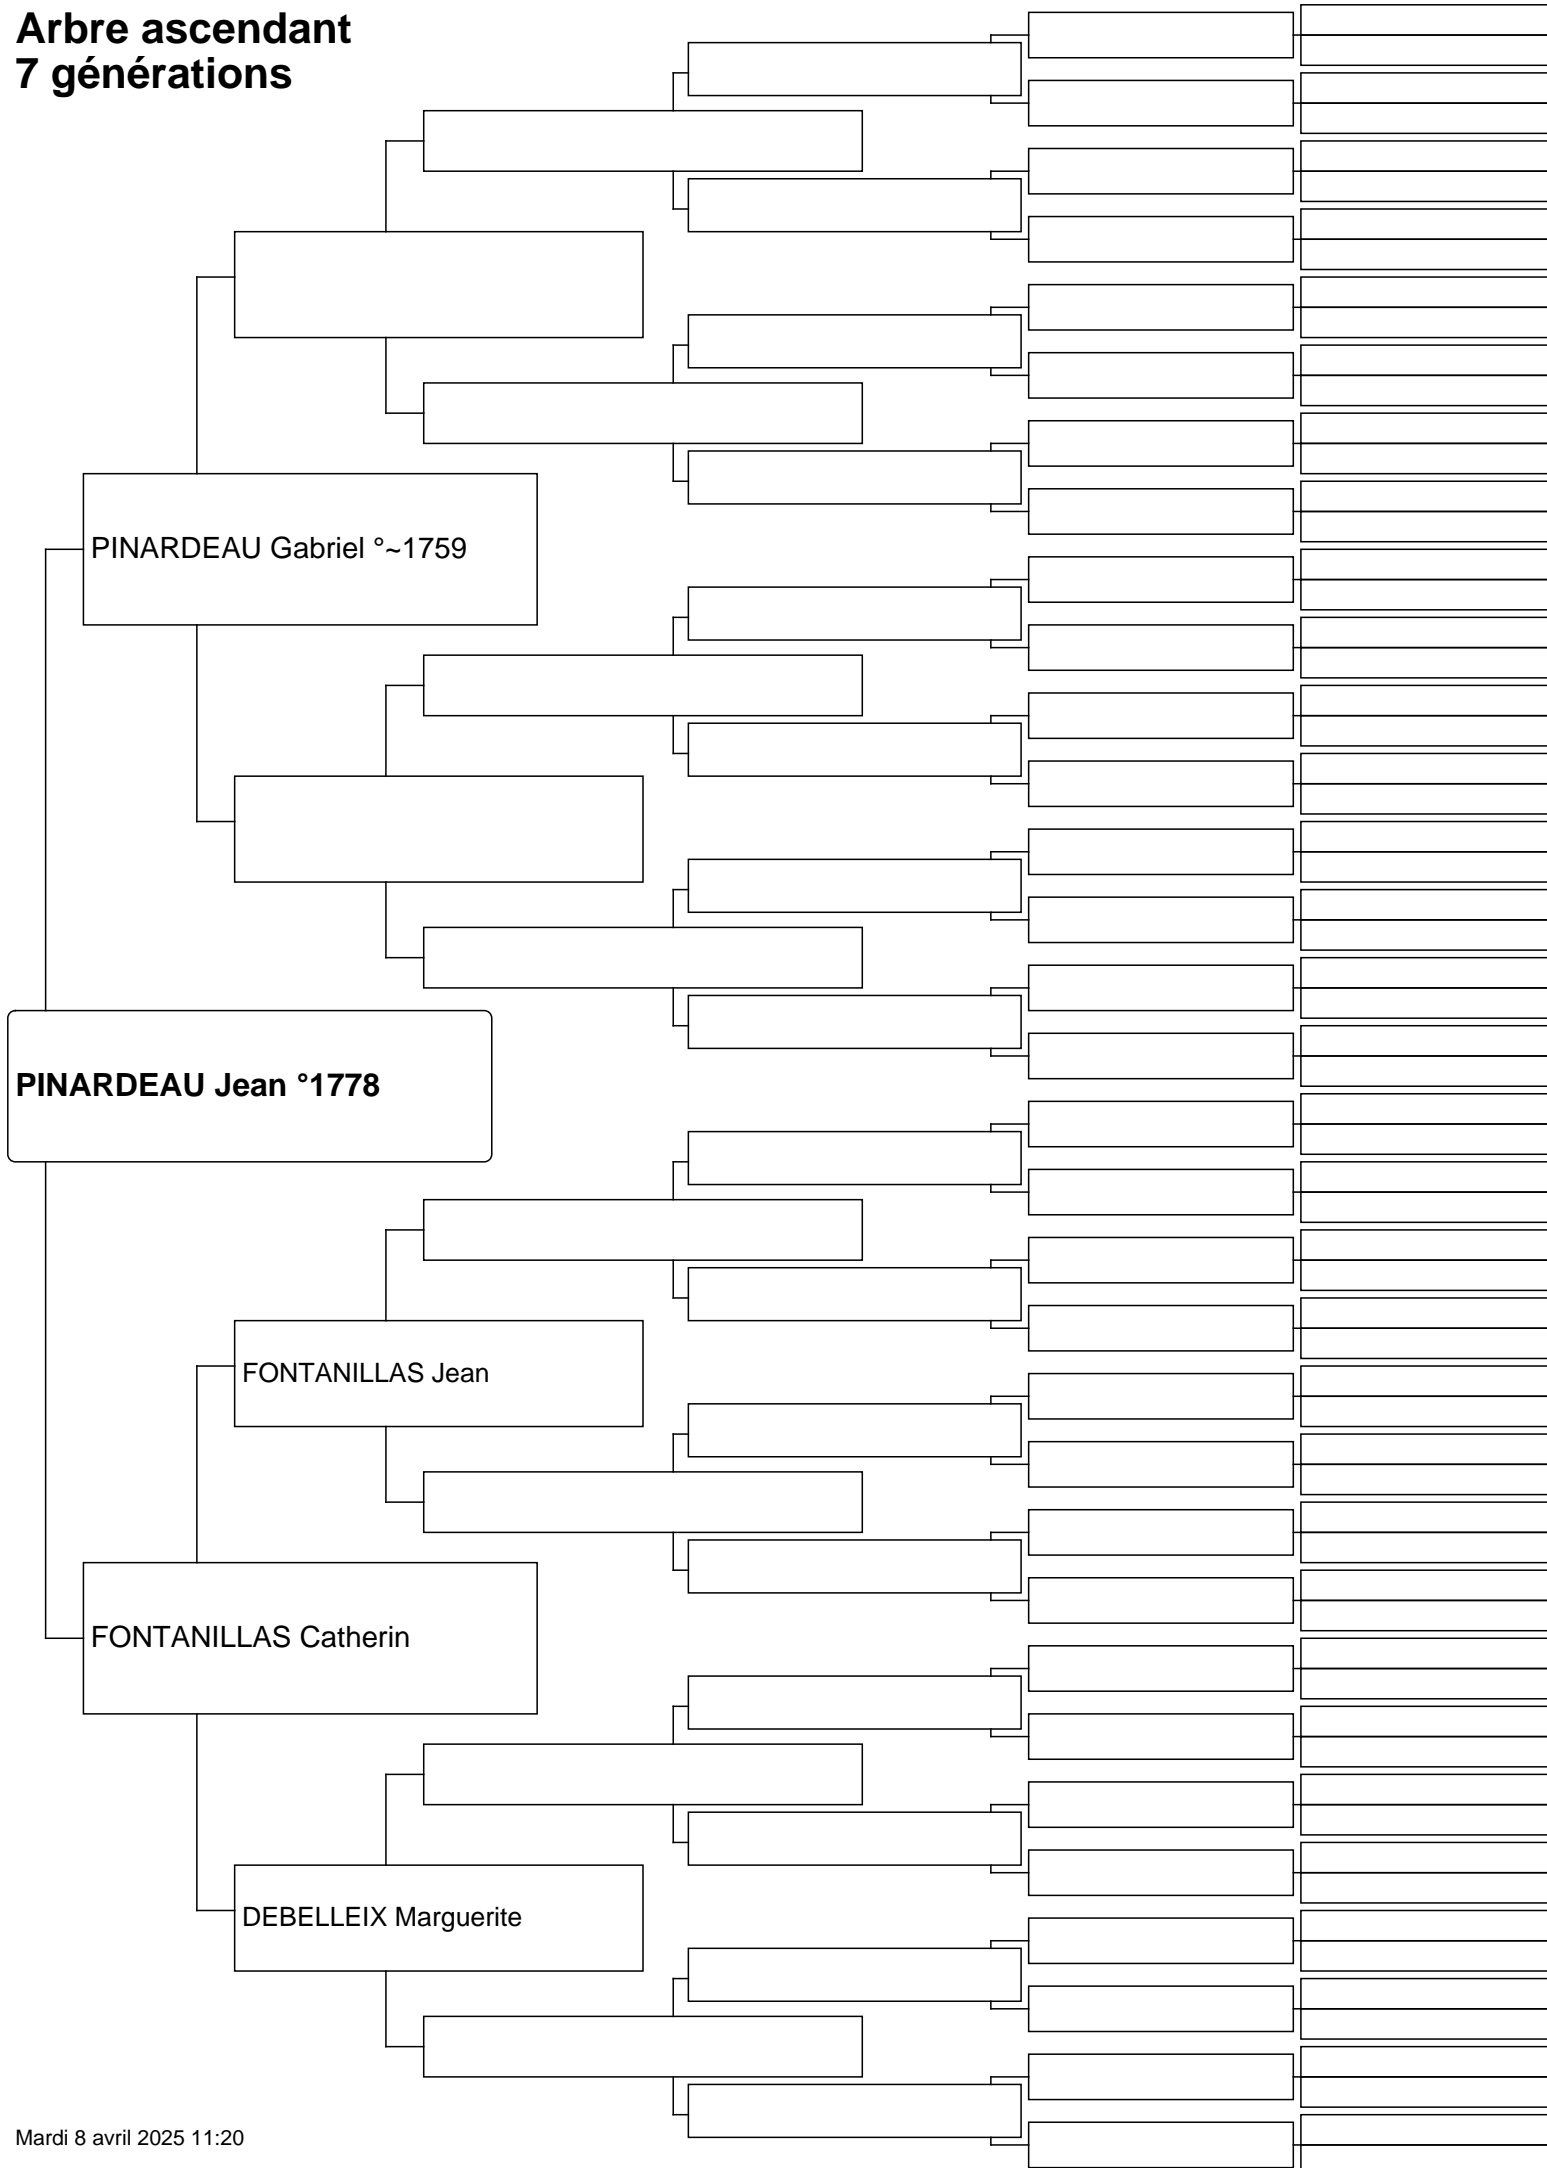 Arbre ascendant
7 générations
PINARDEAU Gabriel °~1759
PINARDEAU Jean °1778
FONTANILLAS Jean
FONTANILLAS Catherin
DEBELLEIX Marguerite
Mardi 8 avril 2025 11:20